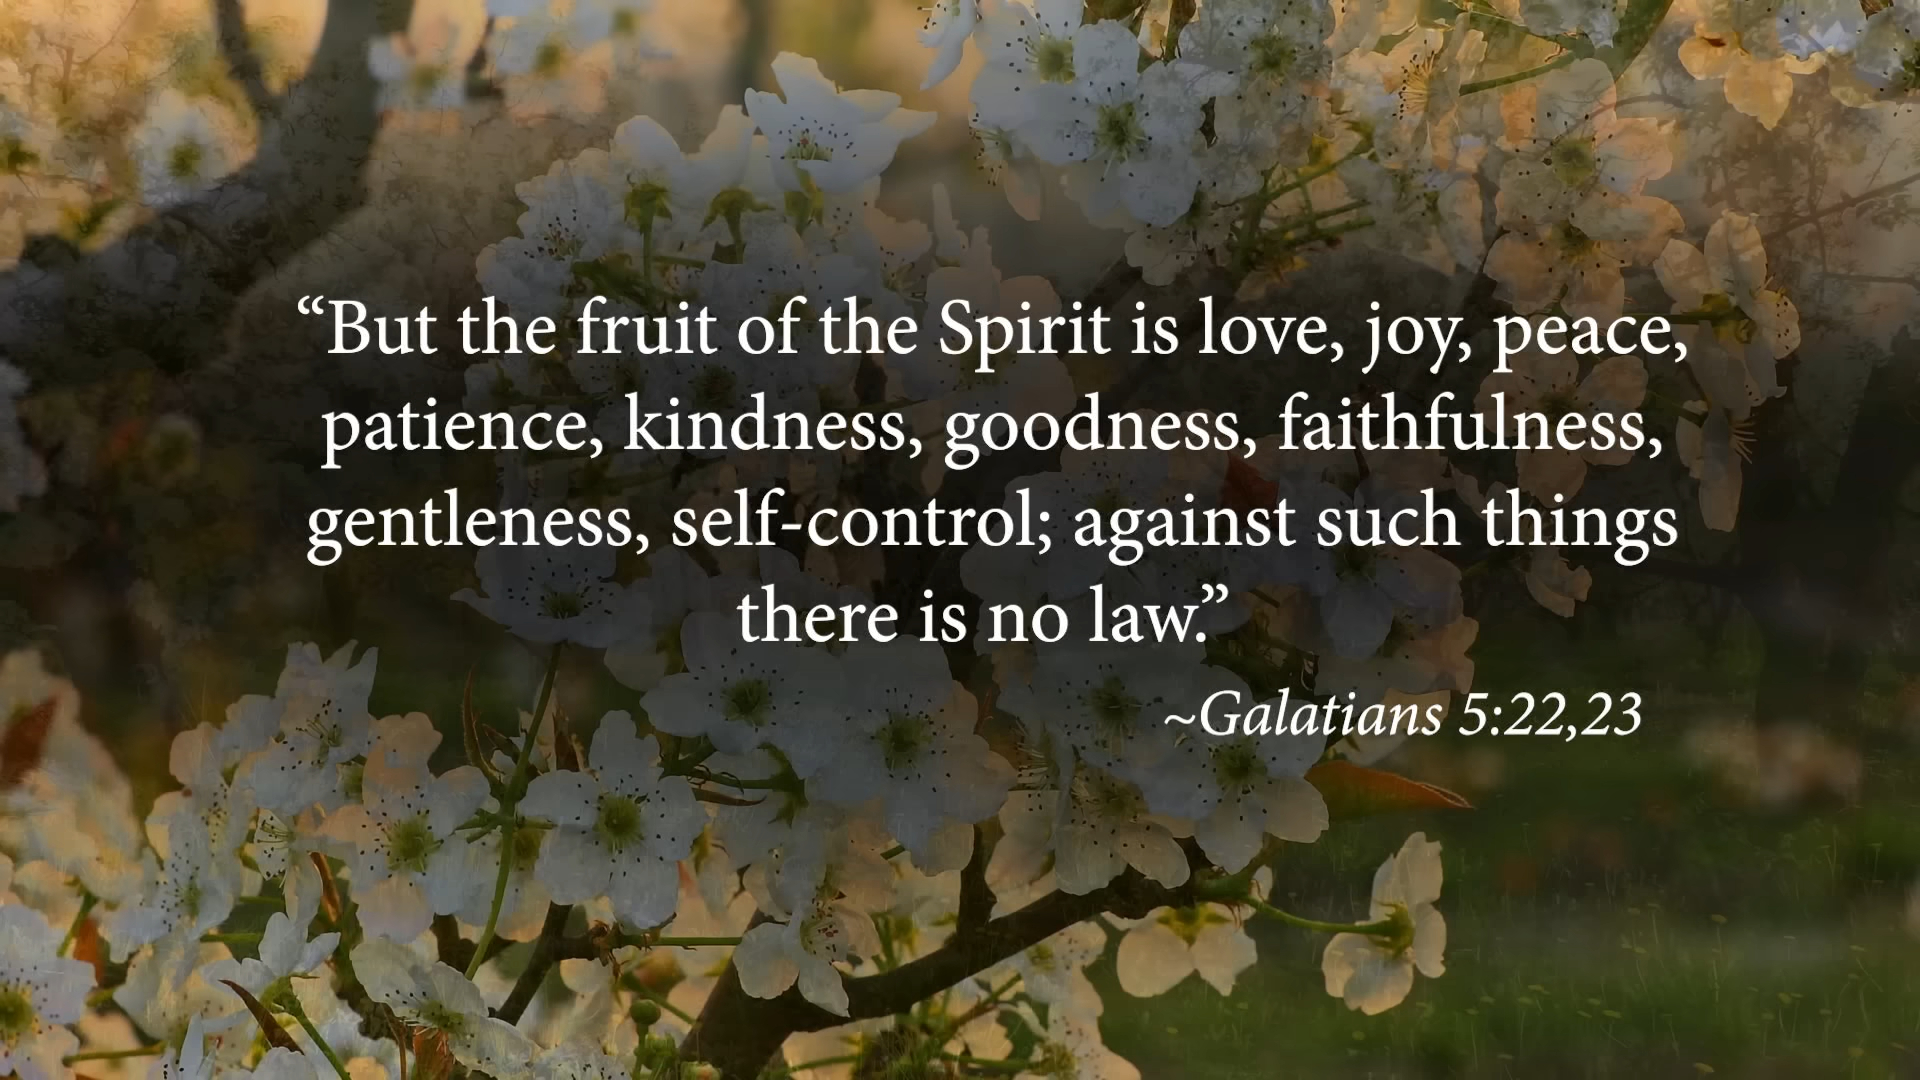 “But the fruit of the Spirit is love, joy, peace,
patience, kindness, goodness, faithfulness,
gentleness, self-control; against such things
there is no law.”
~Galatians 5:22,23